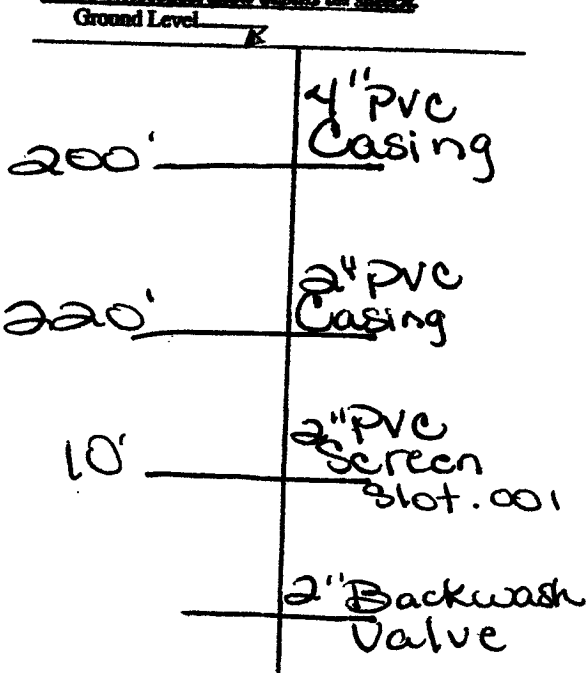 Ground Level
4" PVC
Casing
200'
2" PVC
Casing
220'
2" PVC
Screen
10'
Slot .001
2" Backwash
Valve